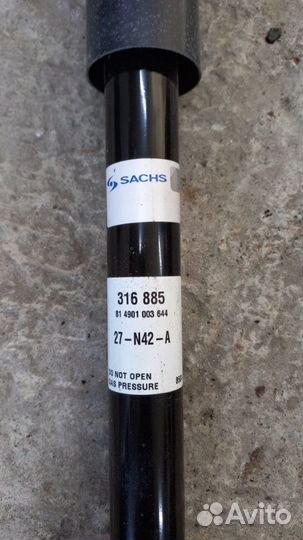 SACHS
316 885
81 4901 003 644
27-N42-A
DO NOT OPEN
GAS PRESSURE
Avito